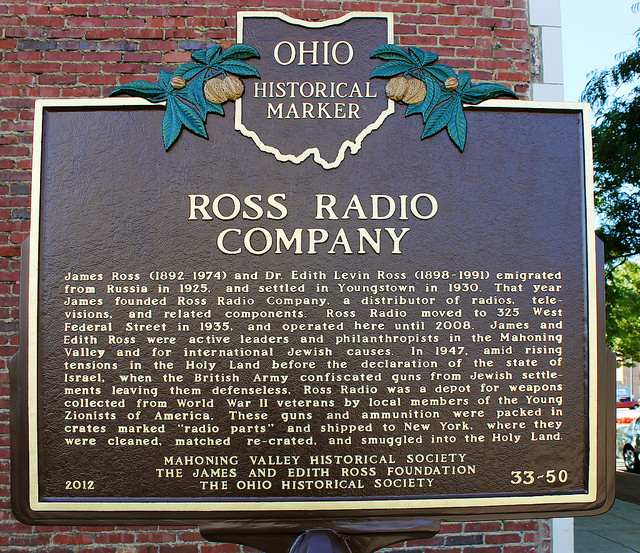 OHIO
HISTORICAL
MARKER
ROSS RADIO
COMPANY
James Ross (1892 1974) and Dr. Edith Levin Ross (1898-1991) emigrated
from Russia in 1925, and settled in Youngstown in 1930. That year
James founded Ross Radio Company, a distributor of radios, tele-
visions, and related components. Ross Radio moved to 325 West
Federal Street in 1935, and operated here until 2008. James and
Edith Ross were active leaders and philanthropists in the Mahoning
Valley and for international Jewish causes. In 1947, amid rising
tensions in the Holy Land before the declaration of the state of
Israel, when the British Army confiscated guns from Jewish settle-
ments leaving them defenseless, Ross Radio was a depot for weapons
collected from World War II veterans by local members of the Young
Zionists of America. These guns and ammunition were packed in
crates marked "radio parts" and shipped to New York, where they
were cleaned, matched re-crated, and smuggled into the Holy Land.
MAHONING VALLEY HISTORICAL SOCIETY
THE JAMES AND EDITH ROSS FOUNDATION
2012 THE OHIO HISTORICAL SOCIETY 33-50